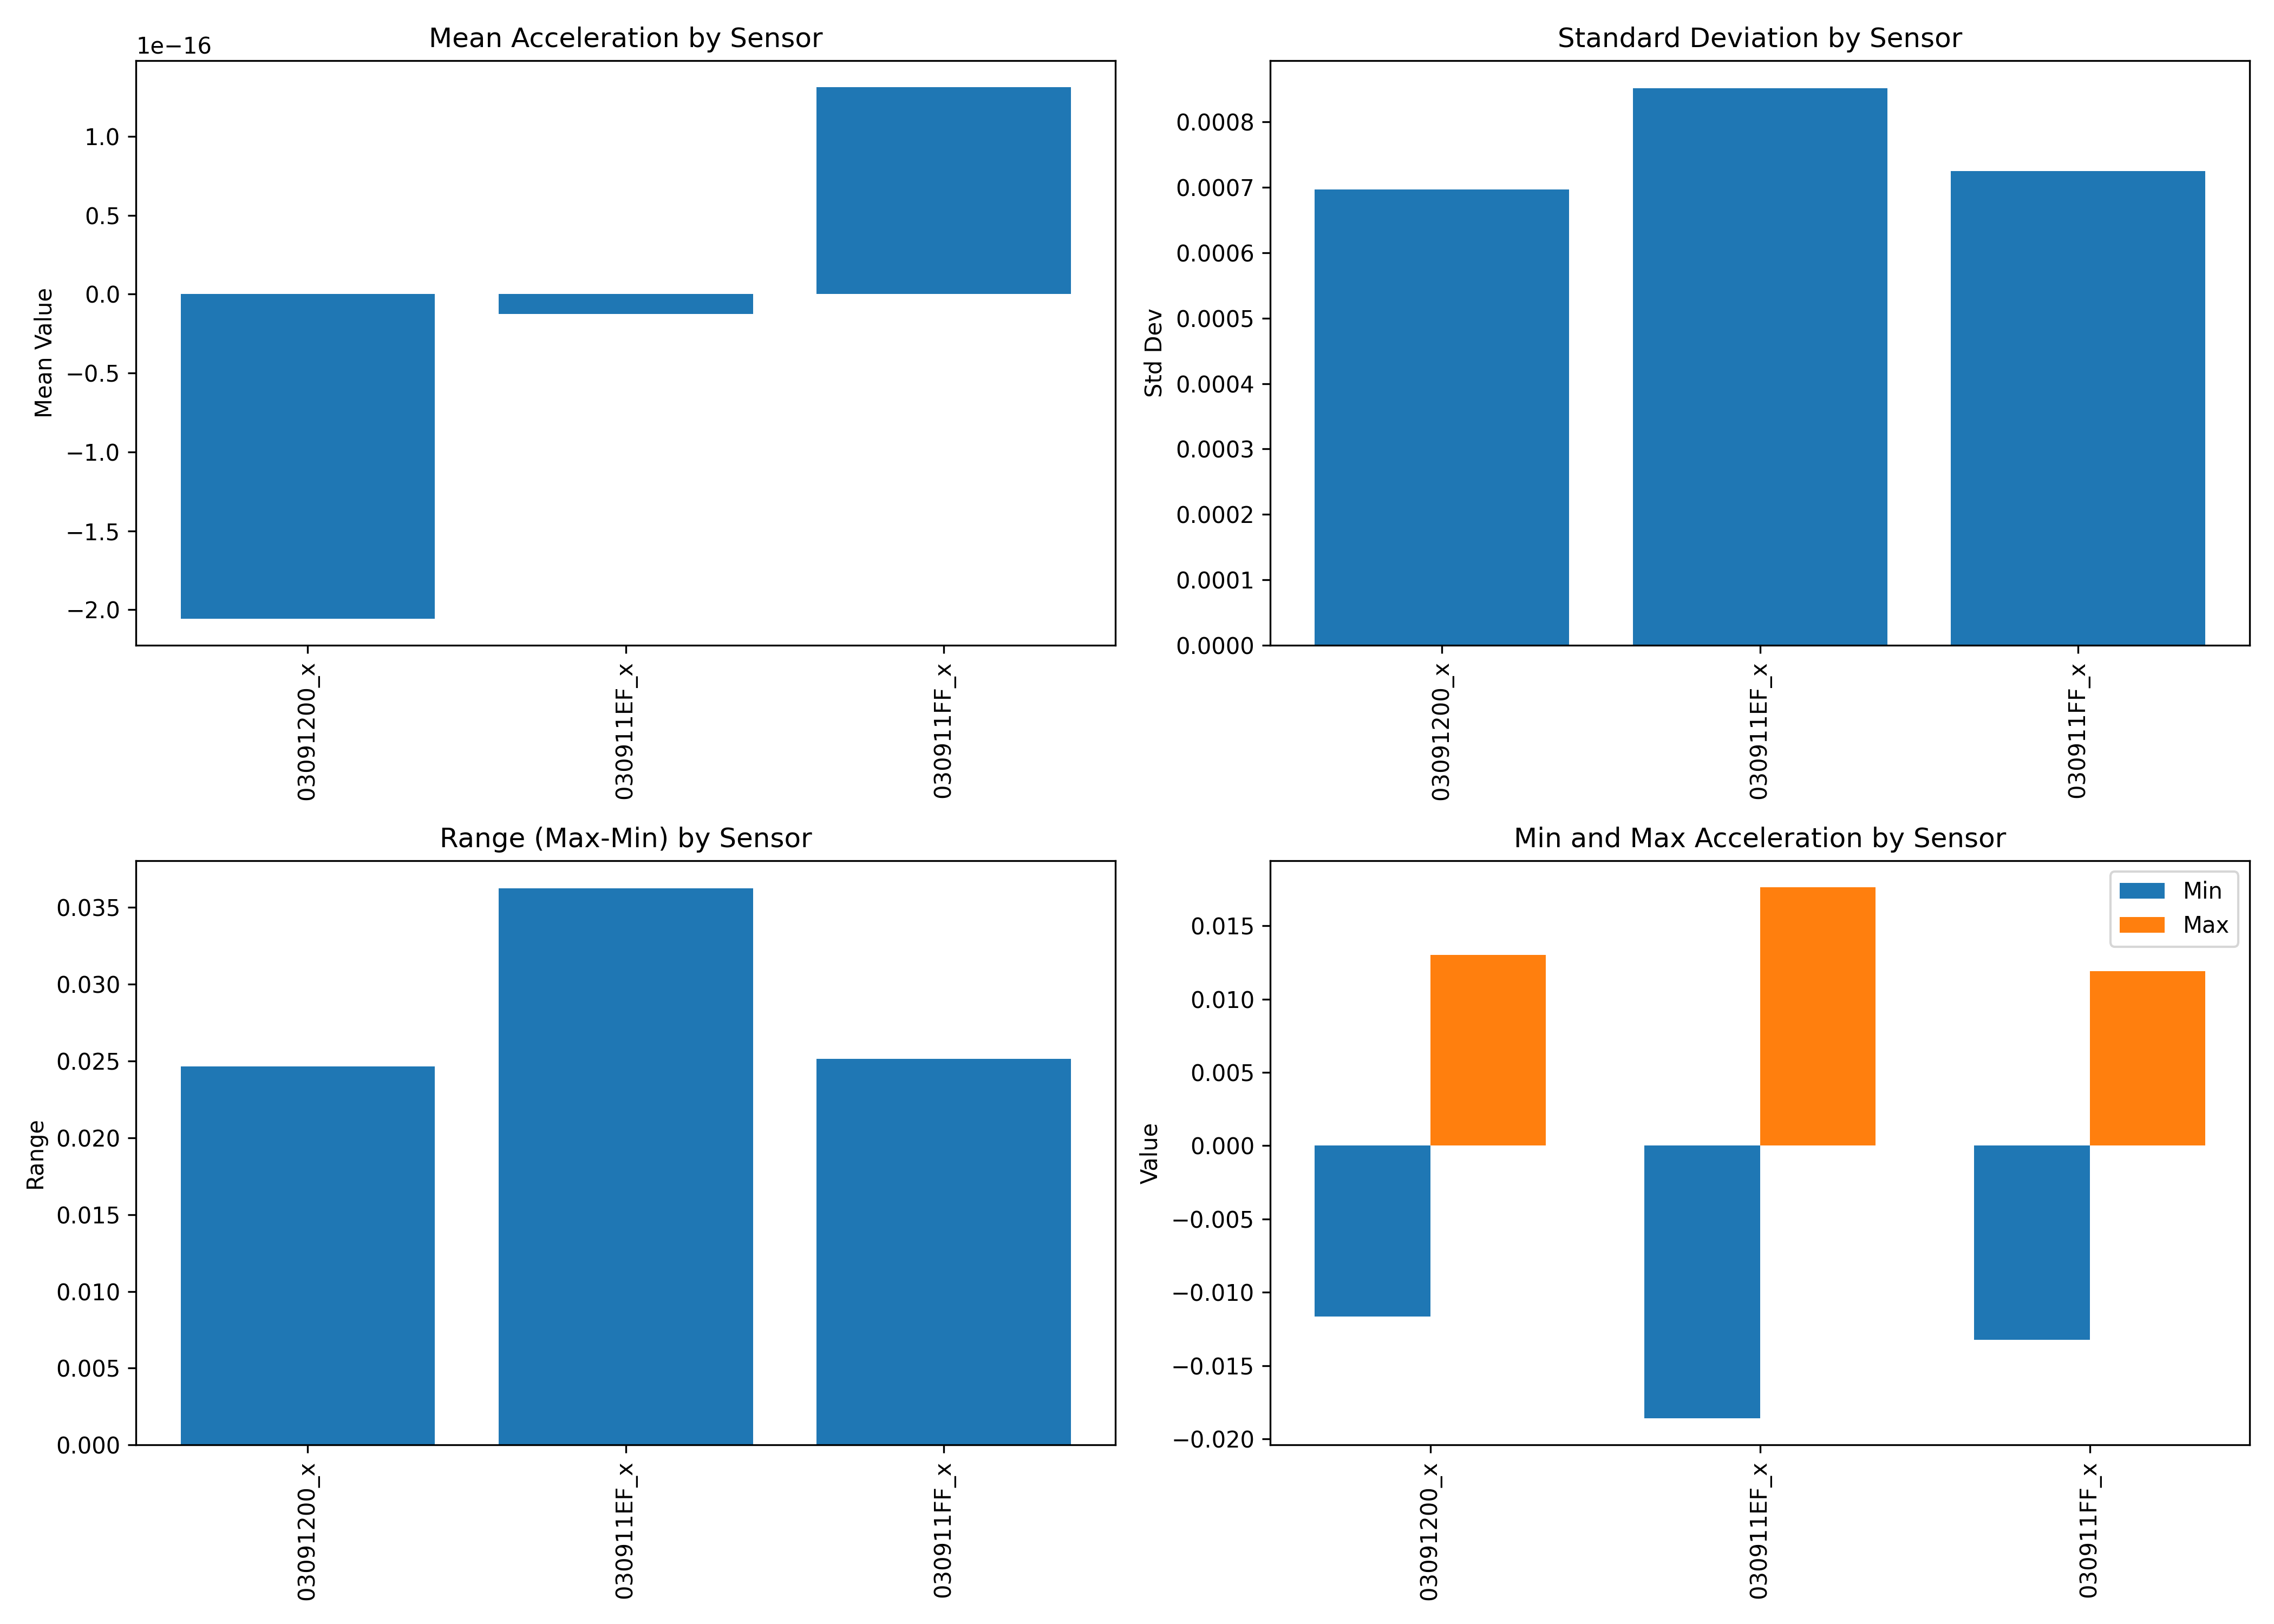 Mean Acceleration by Sensor
1e−16
Mean Value
1.0
0.5
0.0
−0.5
−1.0
−1.5
−2.0
03091200_x
030911EF_x
030911FF_x
Standard Deviation by Sensor
Std Dev
0.0008
0.0007
0.0006
0.0005
0.0004
0.0003
0.0002
0.0001
0.0000
03091200_x
030911EF_x
030911FF_x
Range (Max-Min) by Sensor
Range
0.035
0.030
0.025
0.020
0.015
0.010
0.005
0.000
03091200_x
030911EF_x
030911FF_x
Min and Max Acceleration by Sensor
Min
Max
Value
0.015
0.010
0.005
0.000
−0.005
−0.010
−0.015
−0.020
03091200_x
030911EF_x
030911FF_x